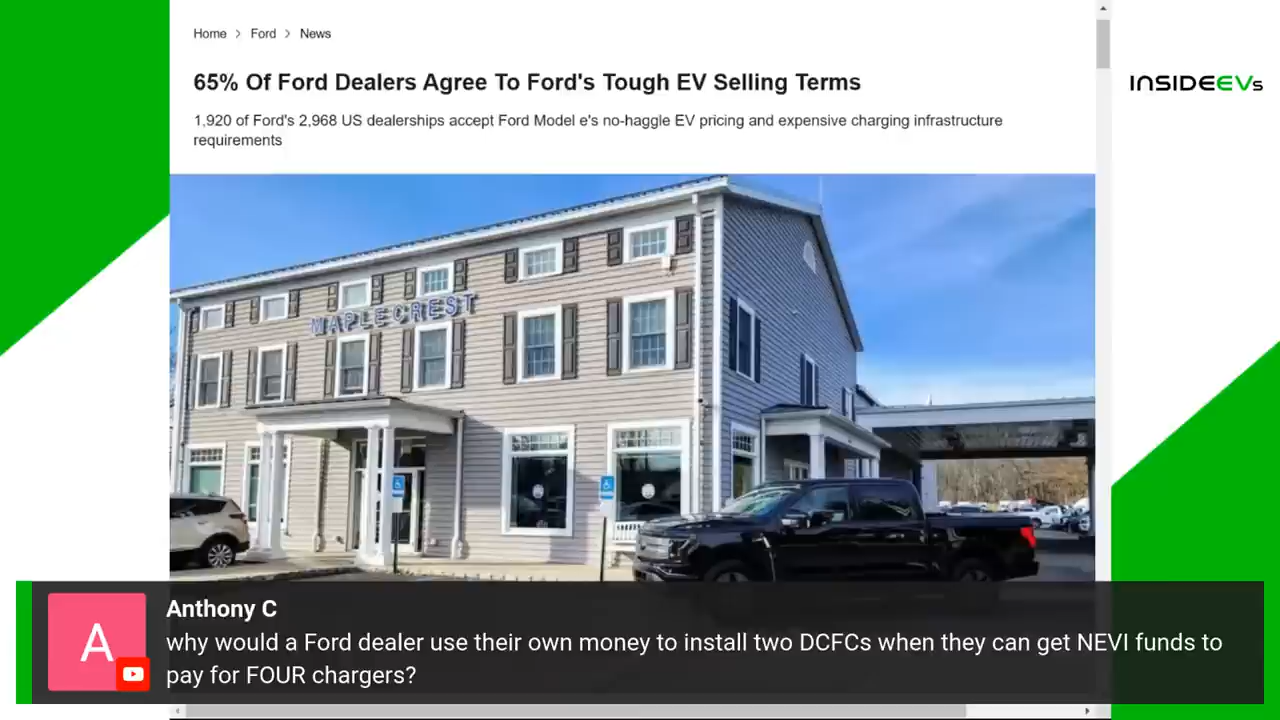 Home > Ford > News
65% Of Ford Dealers Agree To Ford's Tough EV Selling Terms
INSIDEEVs
1,920 of Ford's 2,968 US dealerships accept Ford Model e's no-haggle EV pricing and expensive charging infrastructure
requirements
MAPLECREST
Anthony C
A
why would a Ford dealer use their own money to install two DCFCs when they can get NEVI funds to
pay for FOUR chargers?